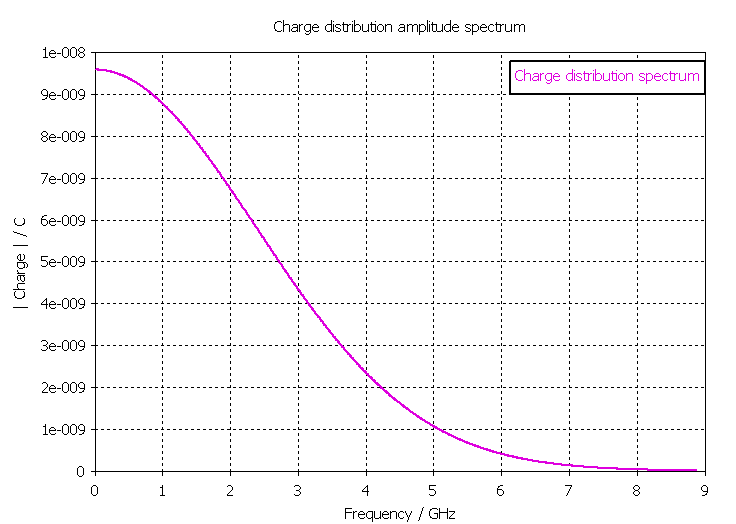 Charge distribution amplitude spectrum
1e-008
Charge distribution spectrum
9e-009
8e-009
7e-009
6e-009
5e-009
4e-009
3e-009
2e-009
1e-009
0
| Charge | / C
0 1 2 3 4 5 6 7 8 9
Frequency / GHz